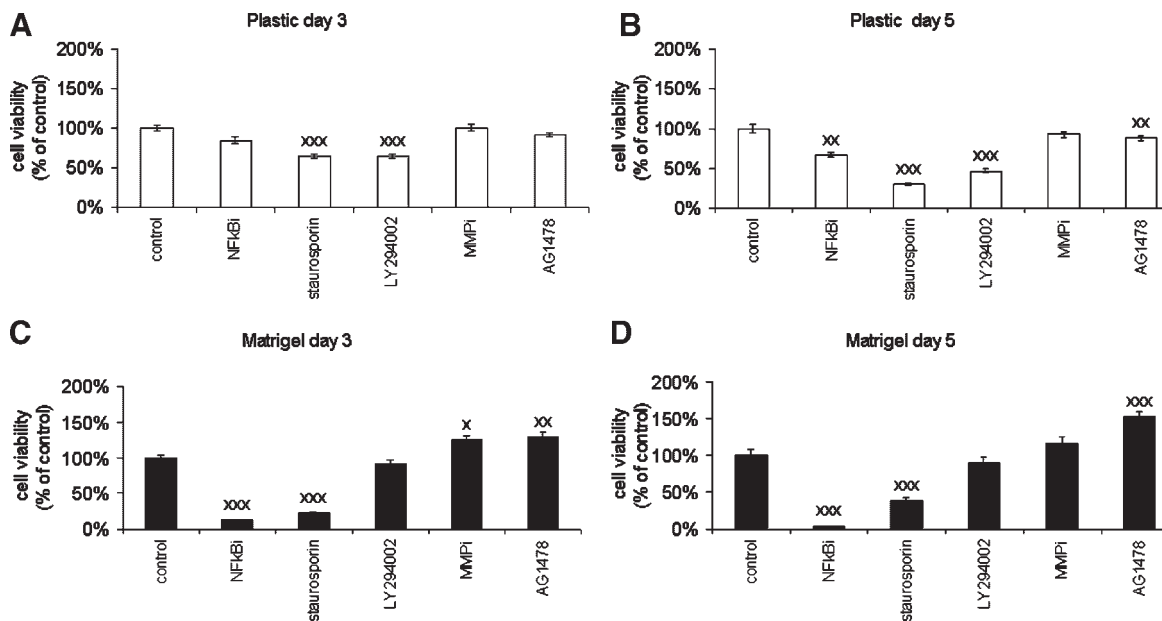 A
Plastic day 3
cell viability
(% of control)
200%
150%
100%
50%
0%
XXX
XXX
control
NFkBi
staurosporin
LY294002
MMPi
AG1478
B
Plastic day 5
cell viability
(% of control)
200%
150%
100%
50%
0%
XX
XXX
XXX
XX
control
NFkBi
staurosporin
LY294002
MMPi
AG1478
C
Matrigel day 3
cell viability
(% of control)
200%
150%
100%
50%
0%
XXX
XXX
X
XX
control
NFkBi
staurosporin
LY294002
MMPi
AG1478
D
Matrigel day 5
cell viability
(% of control)
200%
150%
100%
50%
0%
XXX
XXX
XXX
control
NFkBi
staurosporin
LY294002
MMPi
AG1478